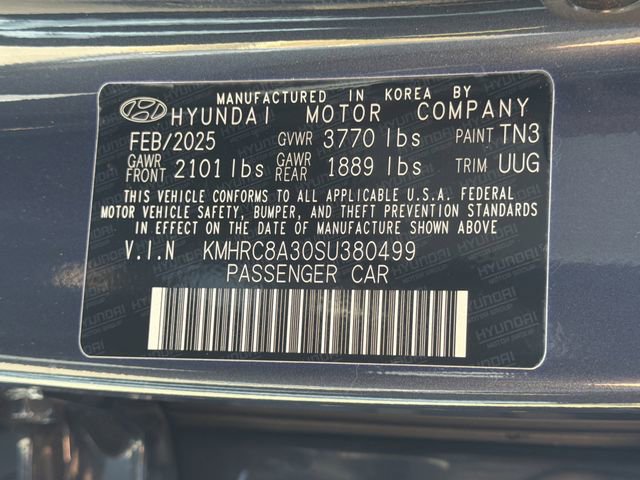 MANUFACTURED IN KOREA BY
HYUNDAI MOTOR COMPANY
FEB/2025 GVWR 3770 lbs PAINT TN3
GAWR FRONT 2101 lbs GAWR REAR 1889 lbs TRIM UUG
THIS VEHICLE CONFORMS TO ALL APPLICABLE U.S.A. FEDERAL
MOTOR VEHICLE SAFETY, BUMPER, AND THEFT PREVENTION STANDARDS
IN EFFECT ON THE DATE OF MANUFACTURE SHOWN ABOVE
V.I.N KMHRC8A30SU380499
PASSENGER CAR